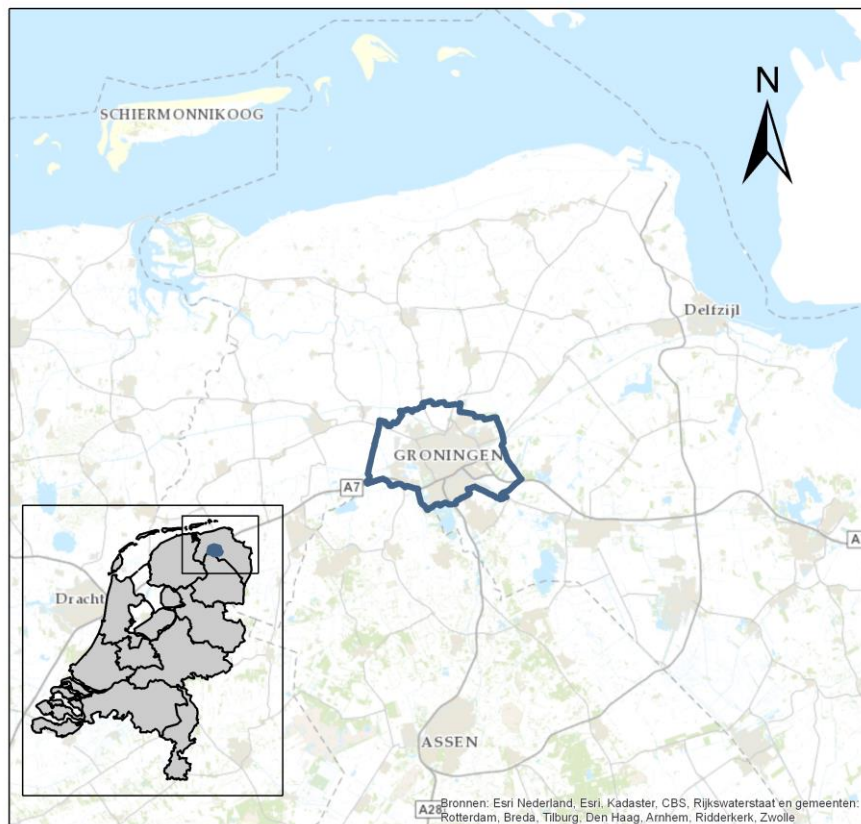 SCHIERMONNIKOOG
N
Delfzijl
GRONINGEN
A7
A
Dracht
ASSEN
A28
Bronnen: Esri Nederland, Esri, Kadaster, CBS, Rijkswaterstaat en gemeenten:
Rotterdam, Breda, Tilburg, Den Haag, Arnhem, Ridderkerk, Zwolle